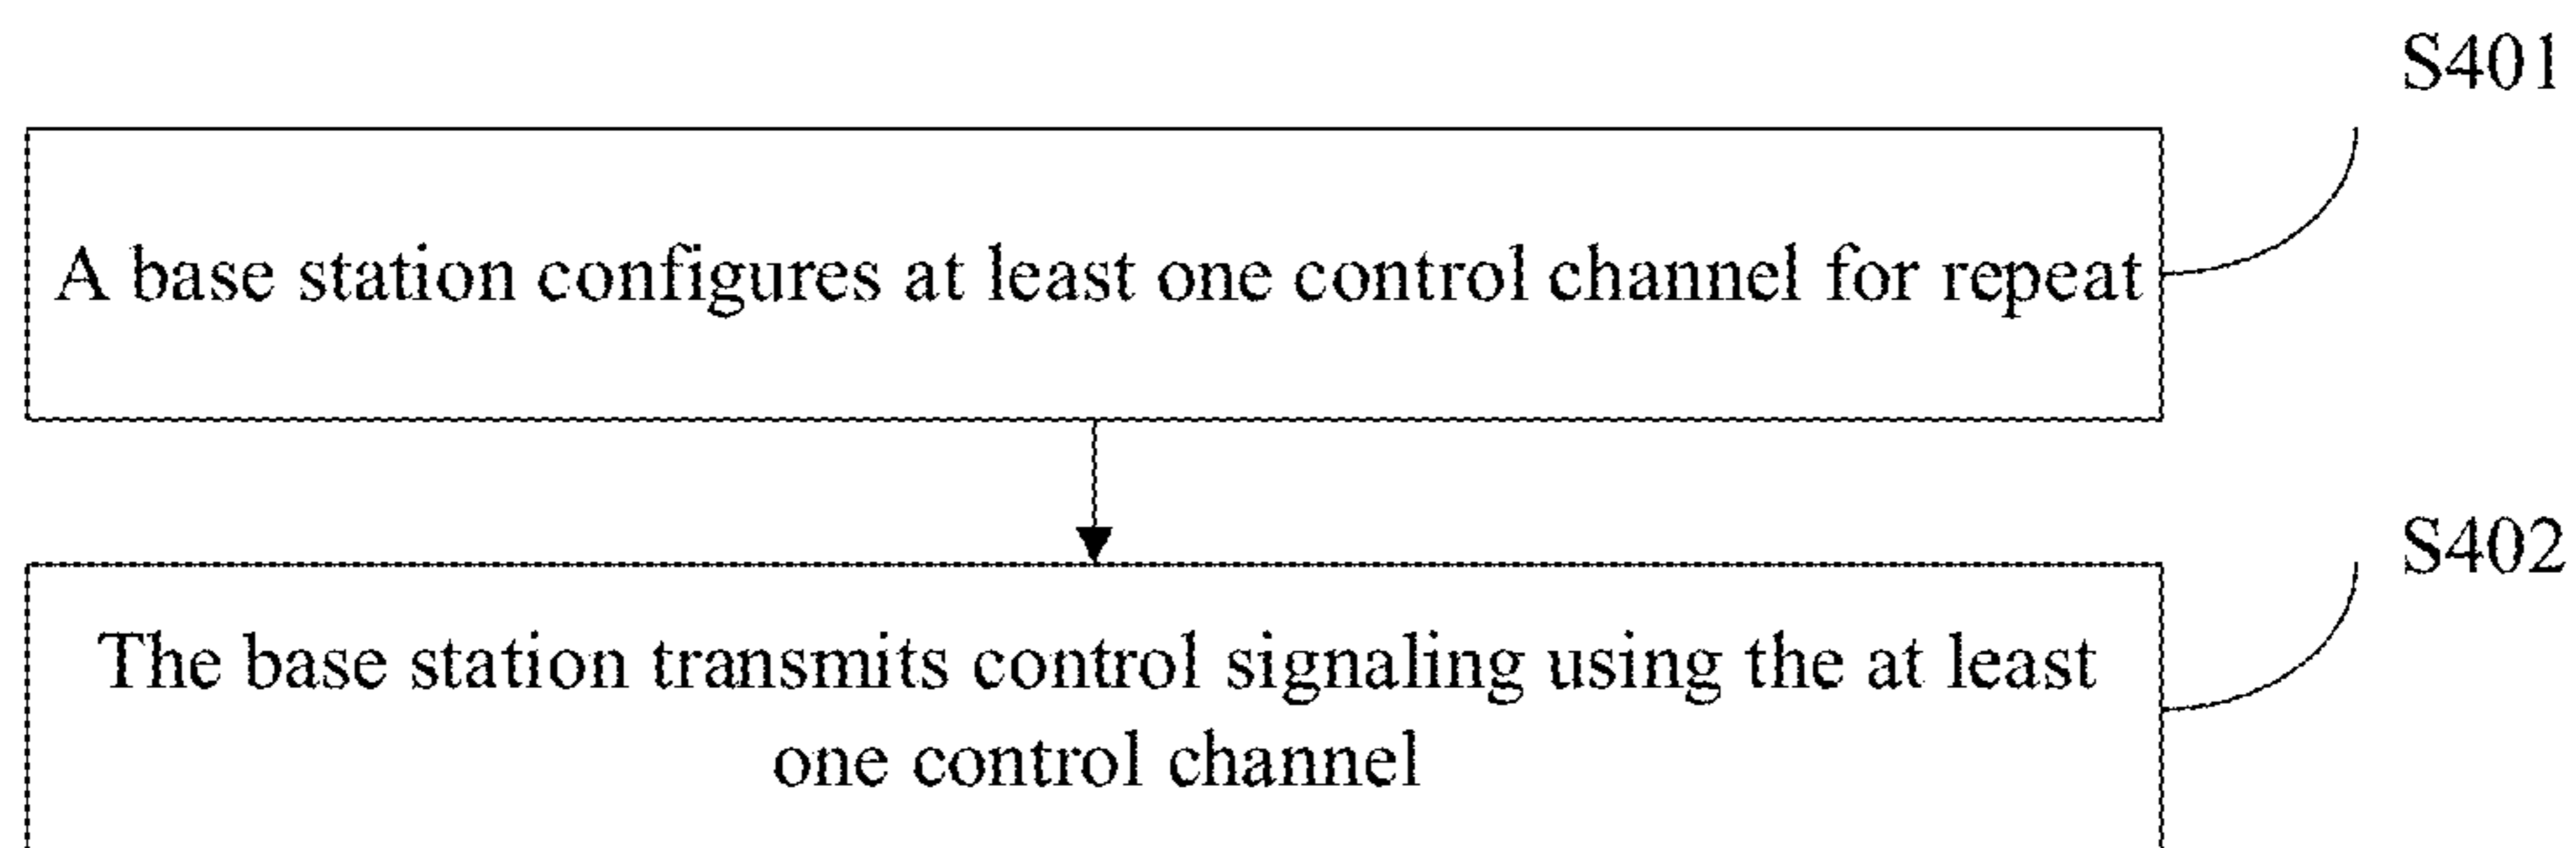 S401
A base station configures at least one control channel for repeat
S402
The base station transmits control signaling using the at least
one control channel